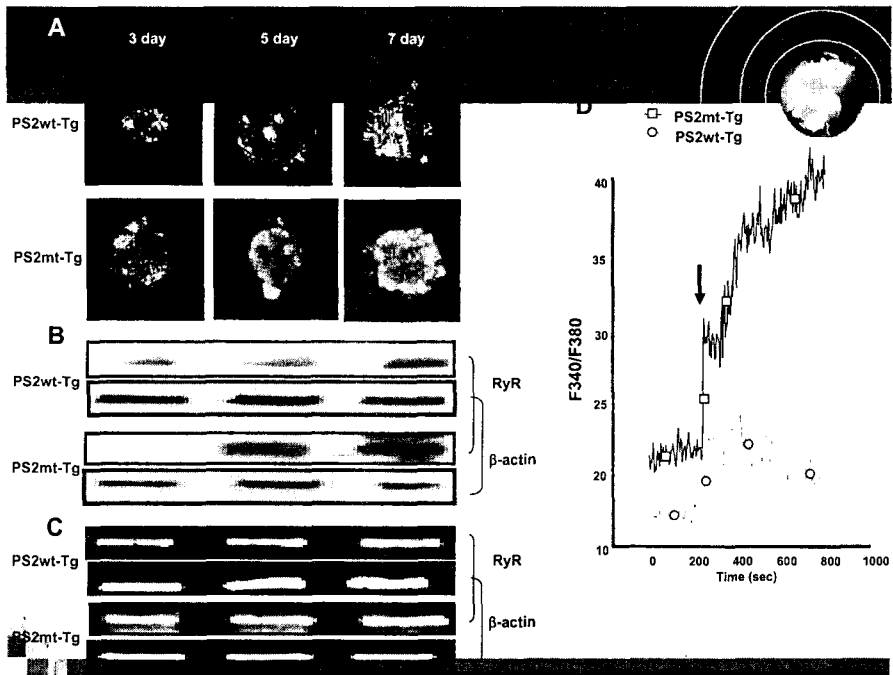 A
3 day 5 day 7 day
PS2wt-Tg
PS2mt-Tg
B
PS2wt-Tg
RyR
PS2mt-Tg
β-actin
C
PS2wt-Tg
RyR
PS2mt-Tg
β-actin
D
PS2mt-Tg
PS2wt-Tg
40
35
30
25
20
10
F340/F380
0 200 400 600 800 1000
Time (sec)